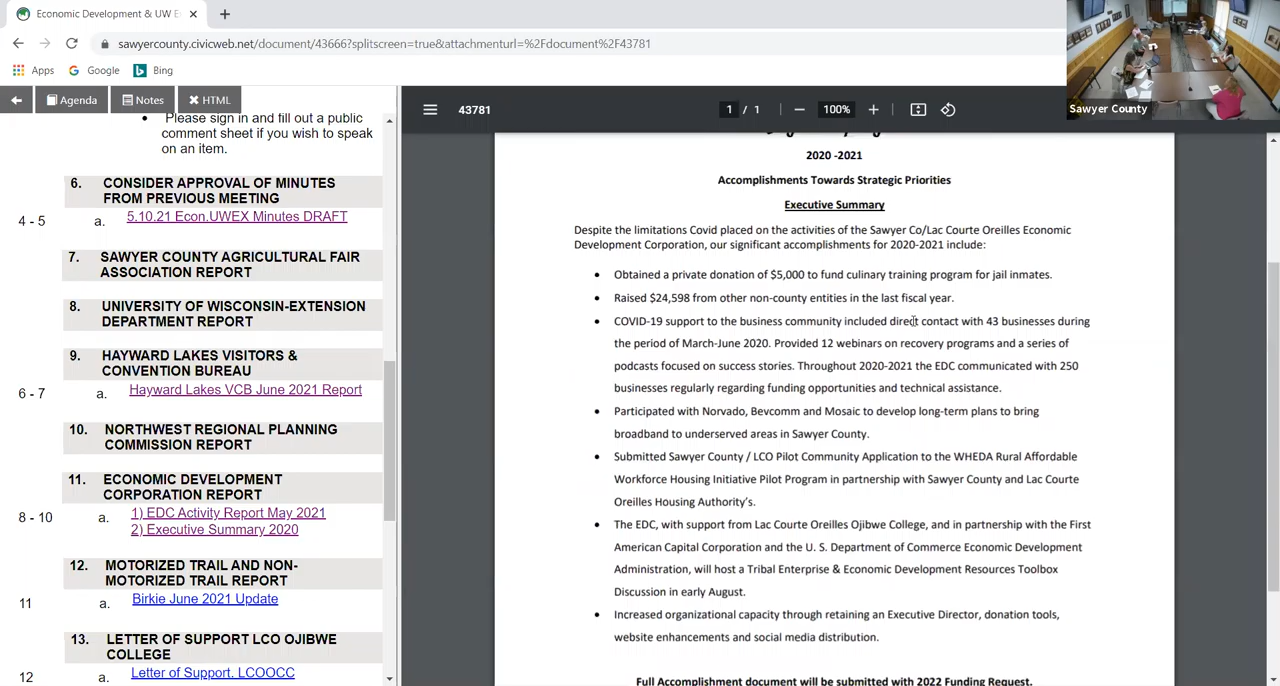 Economic Development & UW E
sawyercounty.civicweb.net/document/43666?splitscreen=true&attachmenturl=%2Fdocument%2F43781
Apps
Google
Bing
Agenda
Notes
HTML
43781
1 / 1
100%
Sawyer County
• Please sign in and fill out a public
comment sheet if you wish to speak
on an item.
6. CONSIDER APPROVAL OF MINUTES
FROM PREVIOUS MEETING
4 - 5 a. 5.10.21 Econ.UWEX Minutes DRAFT
7. SAWYER COUNTY AGRICULTURAL FAIR
ASSOCIATION REPORT
8. UNIVERSITY OF WISCONSIN-EXTENSION
DEPARTMENT REPORT
9. HAYWARD LAKES VISITORS &
CONVENTION BUREAU
6 - 7 a. Hayward Lakes VCB June 2021 Report
10. NORTHWEST REGIONAL PLANNING
COMMISSION REPORT
11. ECONOMIC DEVELOPMENT
CORPORATION REPORT
8 - 10 a. 1) EDC Activity Report May 2021
2) Executive Summary 2020
12. MOTORIZED TRAIL AND NON-
MOTORIZED TRAIL REPORT
11 a. Birkie June 2021 Update
13. LETTER OF SUPPORT LCO OJIBWE
COLLEGE
12 a. Letter of Support. LCOOCC
2020 -2021
Accomplishments Towards Strategic Priorities
Executive Summary
Despite the limitations Covid placed on the activities of the Sawyer Co/Lac Courte Oreilles Economic
Development Corporation, our significant accomplishments for 2020-2021 include:
• Obtained a private donation of $5,000 to fund culinary training program for jail inmates.
• Raised $24,598 from other non-county entities in the last fiscal year.
• COVID-19 support to the business community included direct contact with 43 businesses during
the period of March-June 2020. Provided 12 webinars on recovery programs and a series of
podcasts focused on success stories. Throughout 2020-2021 the EDC communicated with 250
businesses regularly regarding funding opportunities and technical assistance.
• Participated with Norvado, Bevcomm and Mosaic to develop long-term plans to bring
broadband to underserved areas in Sawyer County.
• Submitted Sawyer County / LCO Pilot Community Application to the WHEDA Rural Affordable
Workforce Housing Initiative Pilot Program in partnership with Sawyer County and Lac Courte
Oreilles Housing Authority's.
• The EDC, with support from Lac Courte Oreilles Ojibwe College, and in partnership with the First
American Capital Corporation and the U. S. Department of Commerce Economic Development
Administration, will host a Tribal Enterprise & Economic Development Resources Toolbox
Discussion in early August.
• Increased organizational capacity through retaining an Executive Director, donation tools,
website enhancements and social media distribution.
Full Accomplishment document will be submitted with 2022 Funding Request.